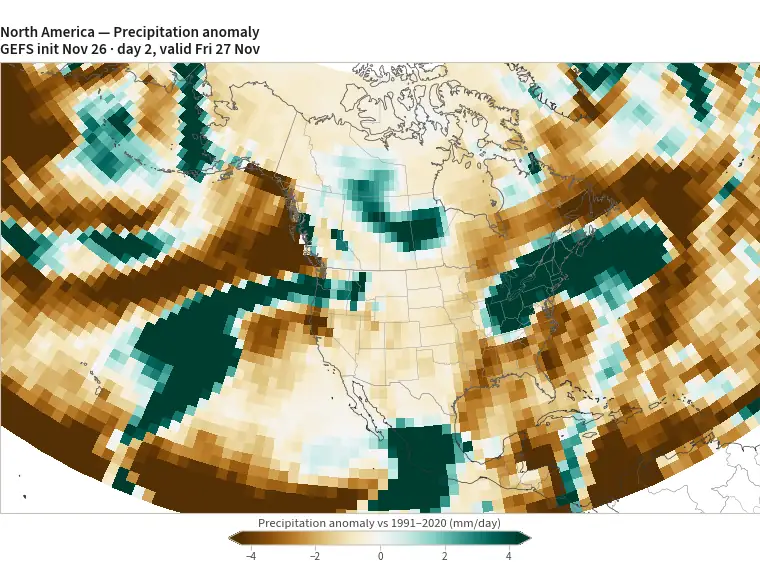 North America — Precipitation anomaly
GEFS init Nov 26 · day 2, valid Fri 27 Nov
Precipitation anomaly vs 1991–2020 (mm/day)
−4 −2 0 2 4